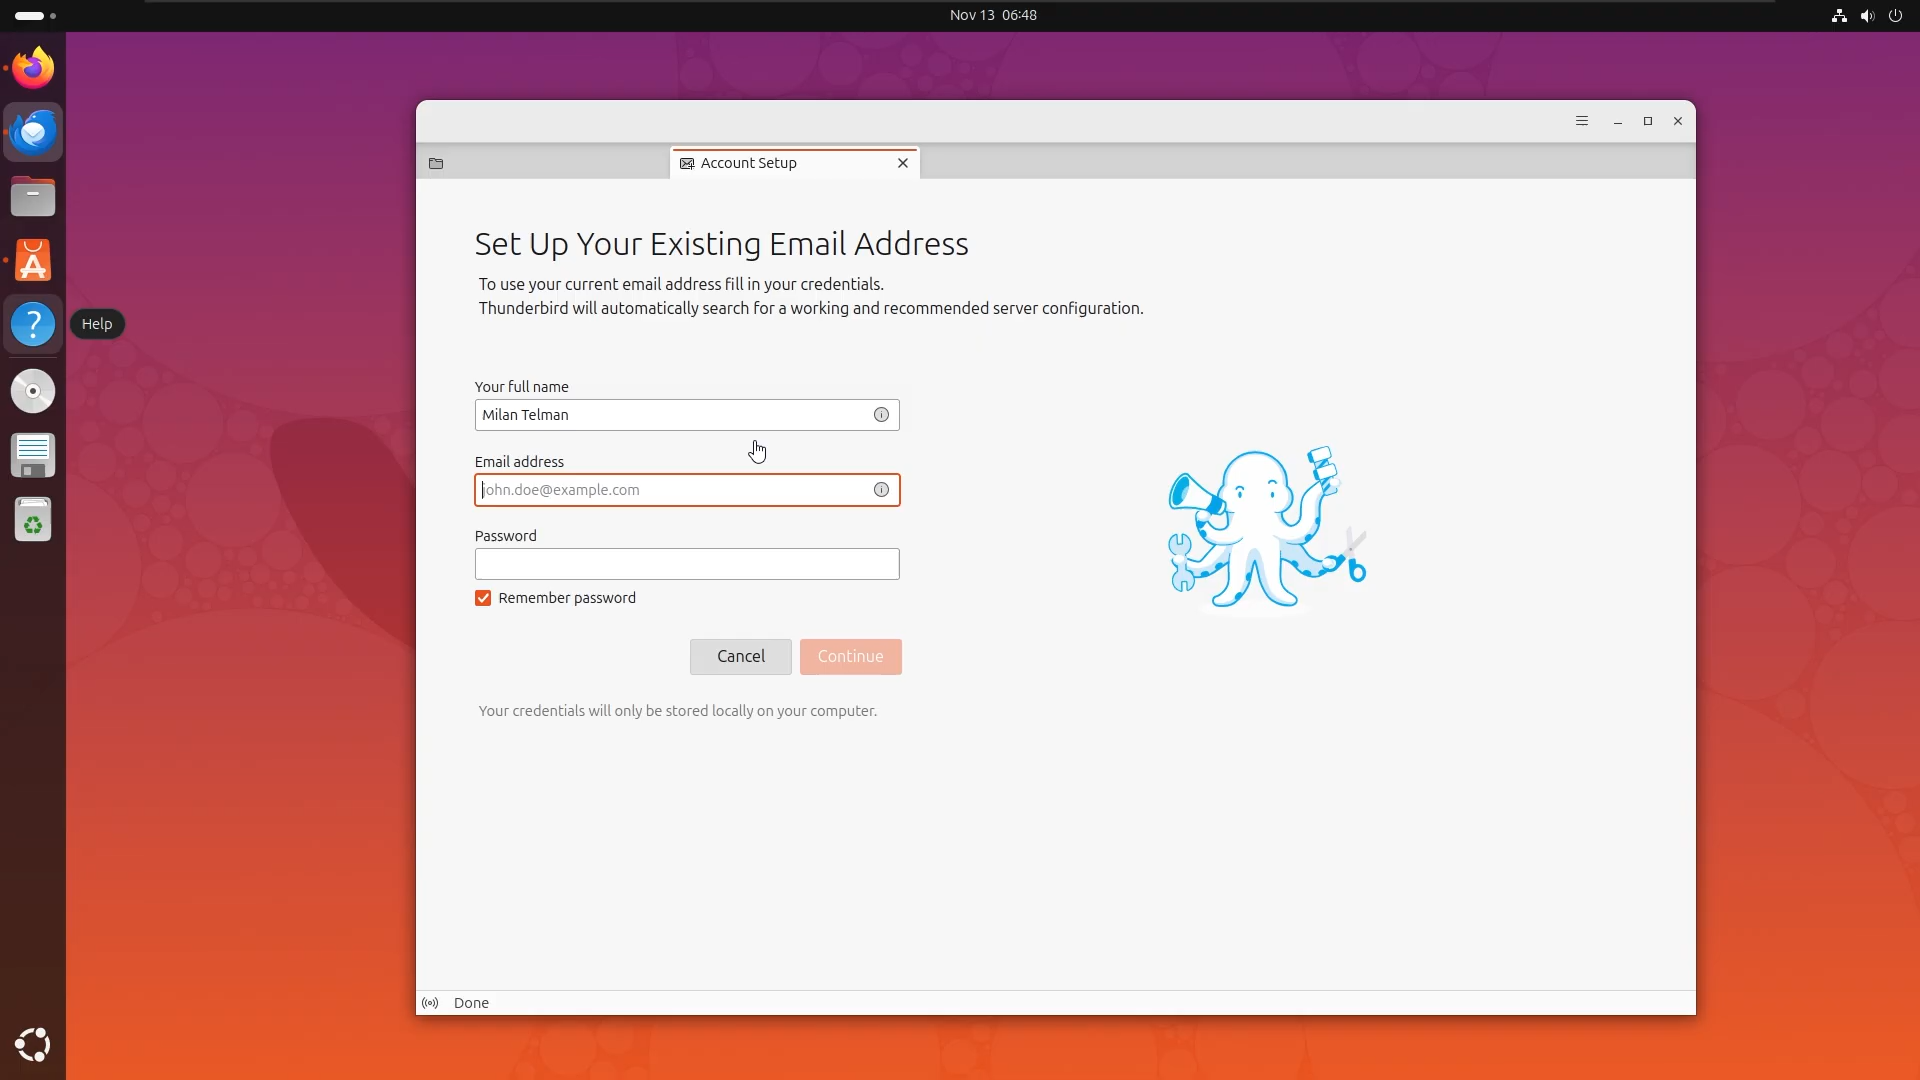 Nov 13 06:48
Account Setup
Set Up Your Existing Email Address
To use your current email address fill in your credentials.
Thunderbird will automatically search for a working and recommended server configuration.
Help
Your full name
Milan Telman
Email address
john.doe@example.com
Password
Remember password
Cancel
Continue
Your credentials will only be stored locally on your computer.
Done